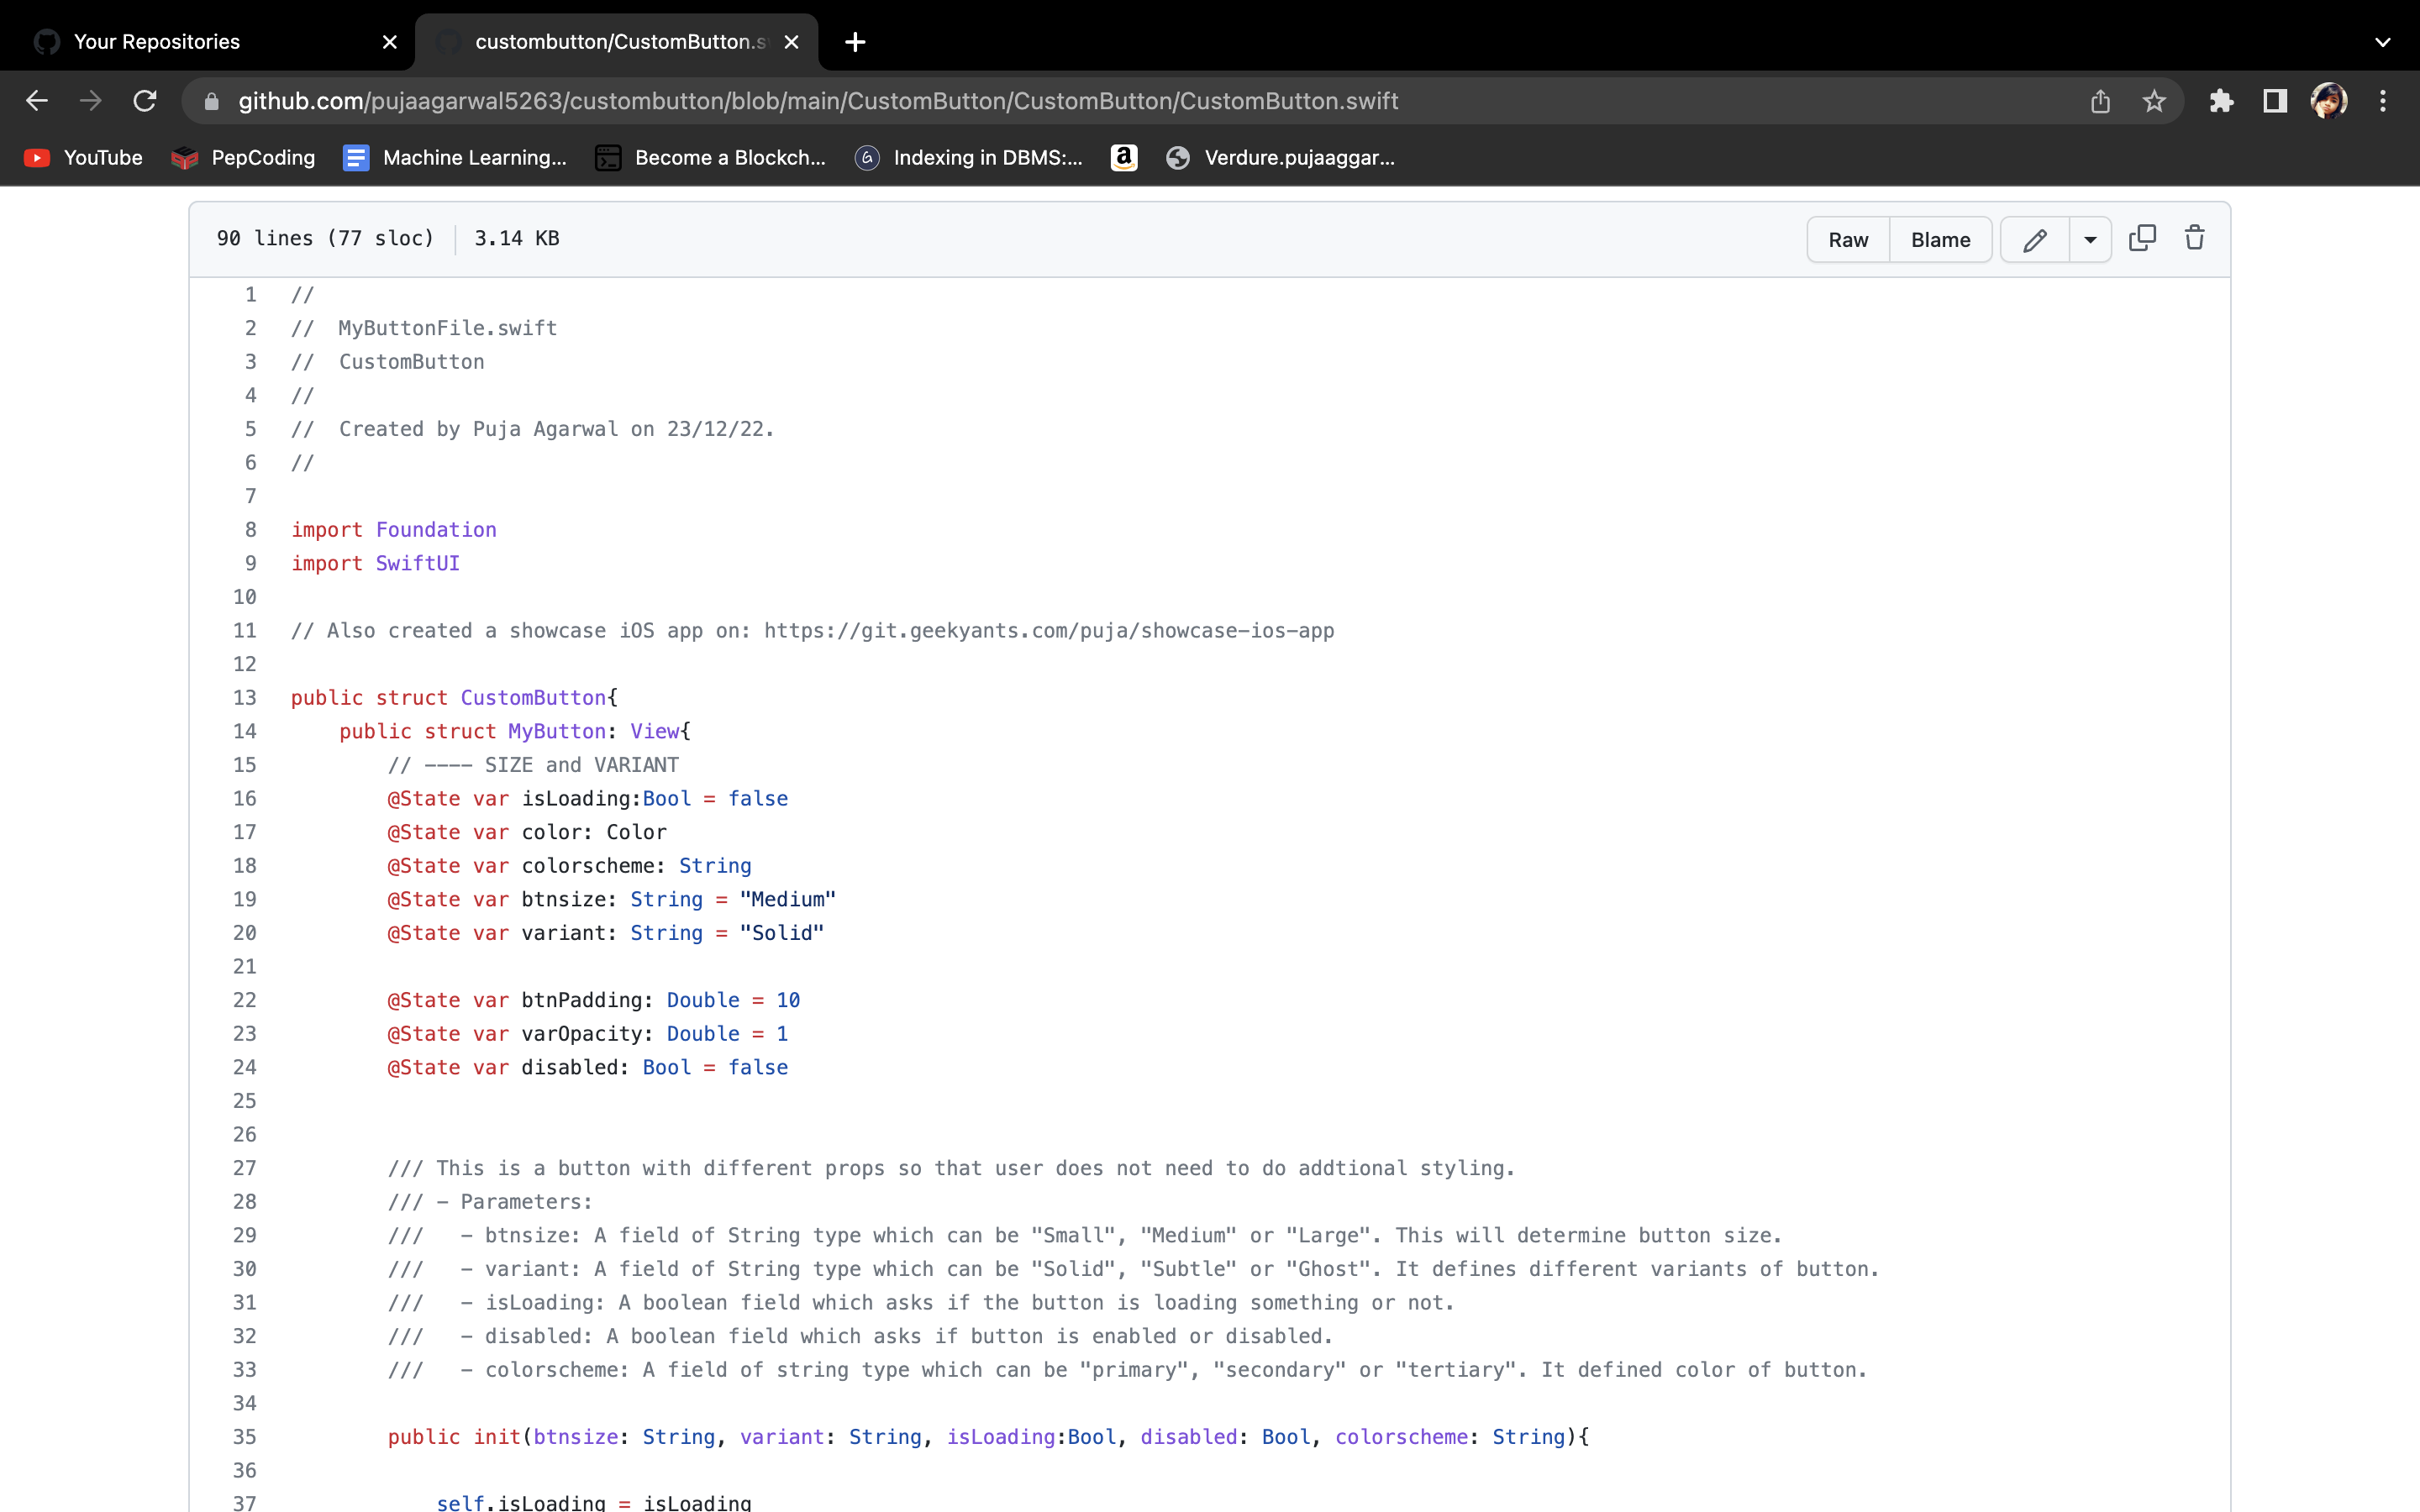 Your Repositories
custombutton/CustomButton.s
github.com/pujaagarwal5263/custombutton/blob/main/CustomButton/CustomButton/CustomButton.swift
YouTube PepCoding Machine Learning... Become a Blockch... Indexing in DBMS:... Verdure.pujaaggar...
90 lines (77 sloc) 3.14 KB Raw Blame
1 //
2 //  MyButtonFile.swift
3 //  CustomButton
4 //
5 //  Created by Puja Agarwal on 23/12/22.
6 //
7
8 import Foundation
9 import SwiftUI
10
11 // Also created a showcase iOS app on: https://git.geekyants.com/puja/showcase-ios-app
12
13 public struct CustomButton{
14     public struct MyButton: View{
15         // ---- SIZE and VARIANT
16         @State var isLoading:Bool = false
17         @State var color: Color
18         @State var colorscheme: String
19         @State var btnsize: String = "Medium"
20         @State var variant: String = "Solid"
21
22         @State var btnPadding: Double = 10
23         @State var varOpacity: Double = 1
24         @State var disabled: Bool = false
25
26
27         /// This is a button with different props so that user does not need to do addtional styling.
28         /// - Parameters:
29         ///   - btnsize: A field of String type which can be "Small", "Medium" or "Large". This will determine button size.
30         ///   - variant: A field of String type which can be "Solid", "Subtle" or "Ghost". It defines different variants of button.
31         ///   - isLoading: A boolean field which asks if the button is loading something or not.
32         ///   - disabled: A boolean field which asks if button is enabled or disabled.
33         ///   - colorscheme: A field of string type which can be "primary", "secondary" or "tertiary". It defined color of button.
34
35         public init(btnsize: String, variant: String, isLoading:Bool, disabled: Bool, colorscheme: String){
36
37             self.isLoading = isLoading